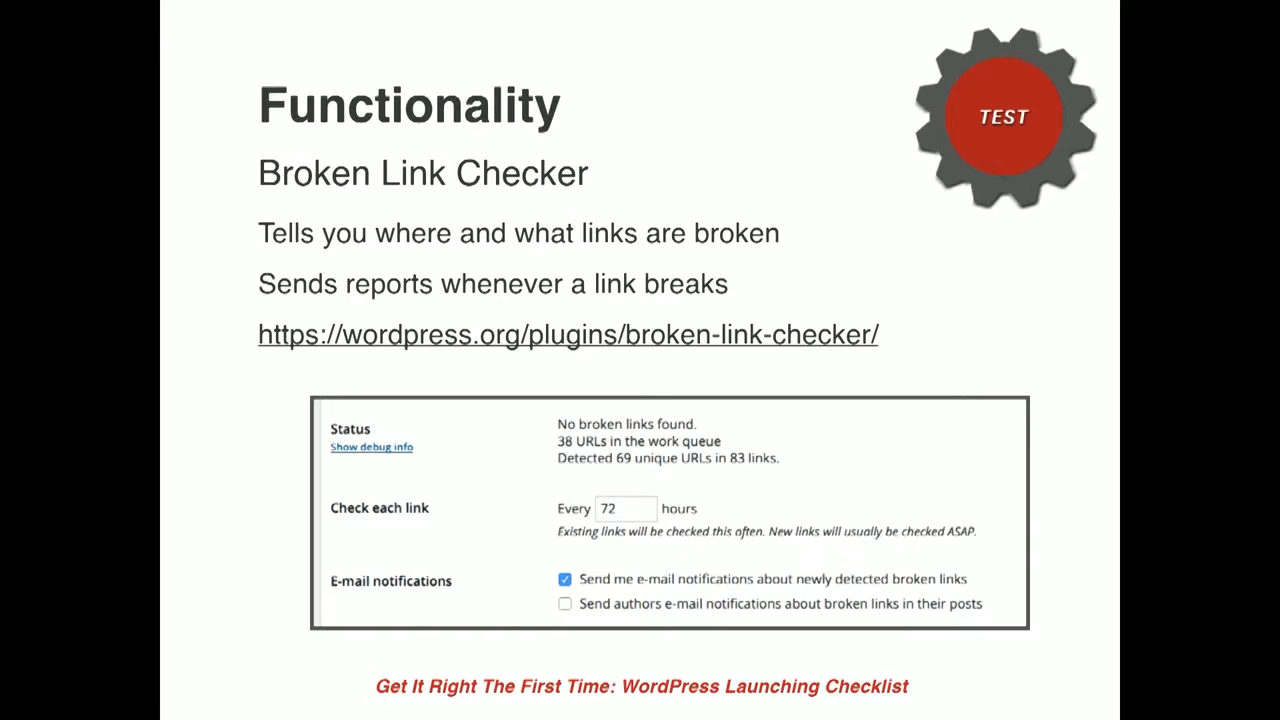 Functionality
TEST
Broken Link Checker
Tells you where and what links are broken
Sends reports whenever a link breaks
https://wordpress.org/plugins/broken-link-checker/
Status
Show debug info
No broken links found.
38 URLs in the work queue
Detected 69 unique URLs in 83 links.
Check each link
Every 72 hours
Existing links will be checked this often. New links will usually be checked ASAP.
E-mail notifications
Send me e-mail notifications about newly detected broken links
Send authors e-mail notifications about broken links in their posts
Get It Right The First Time: WordPress Launching Checklist